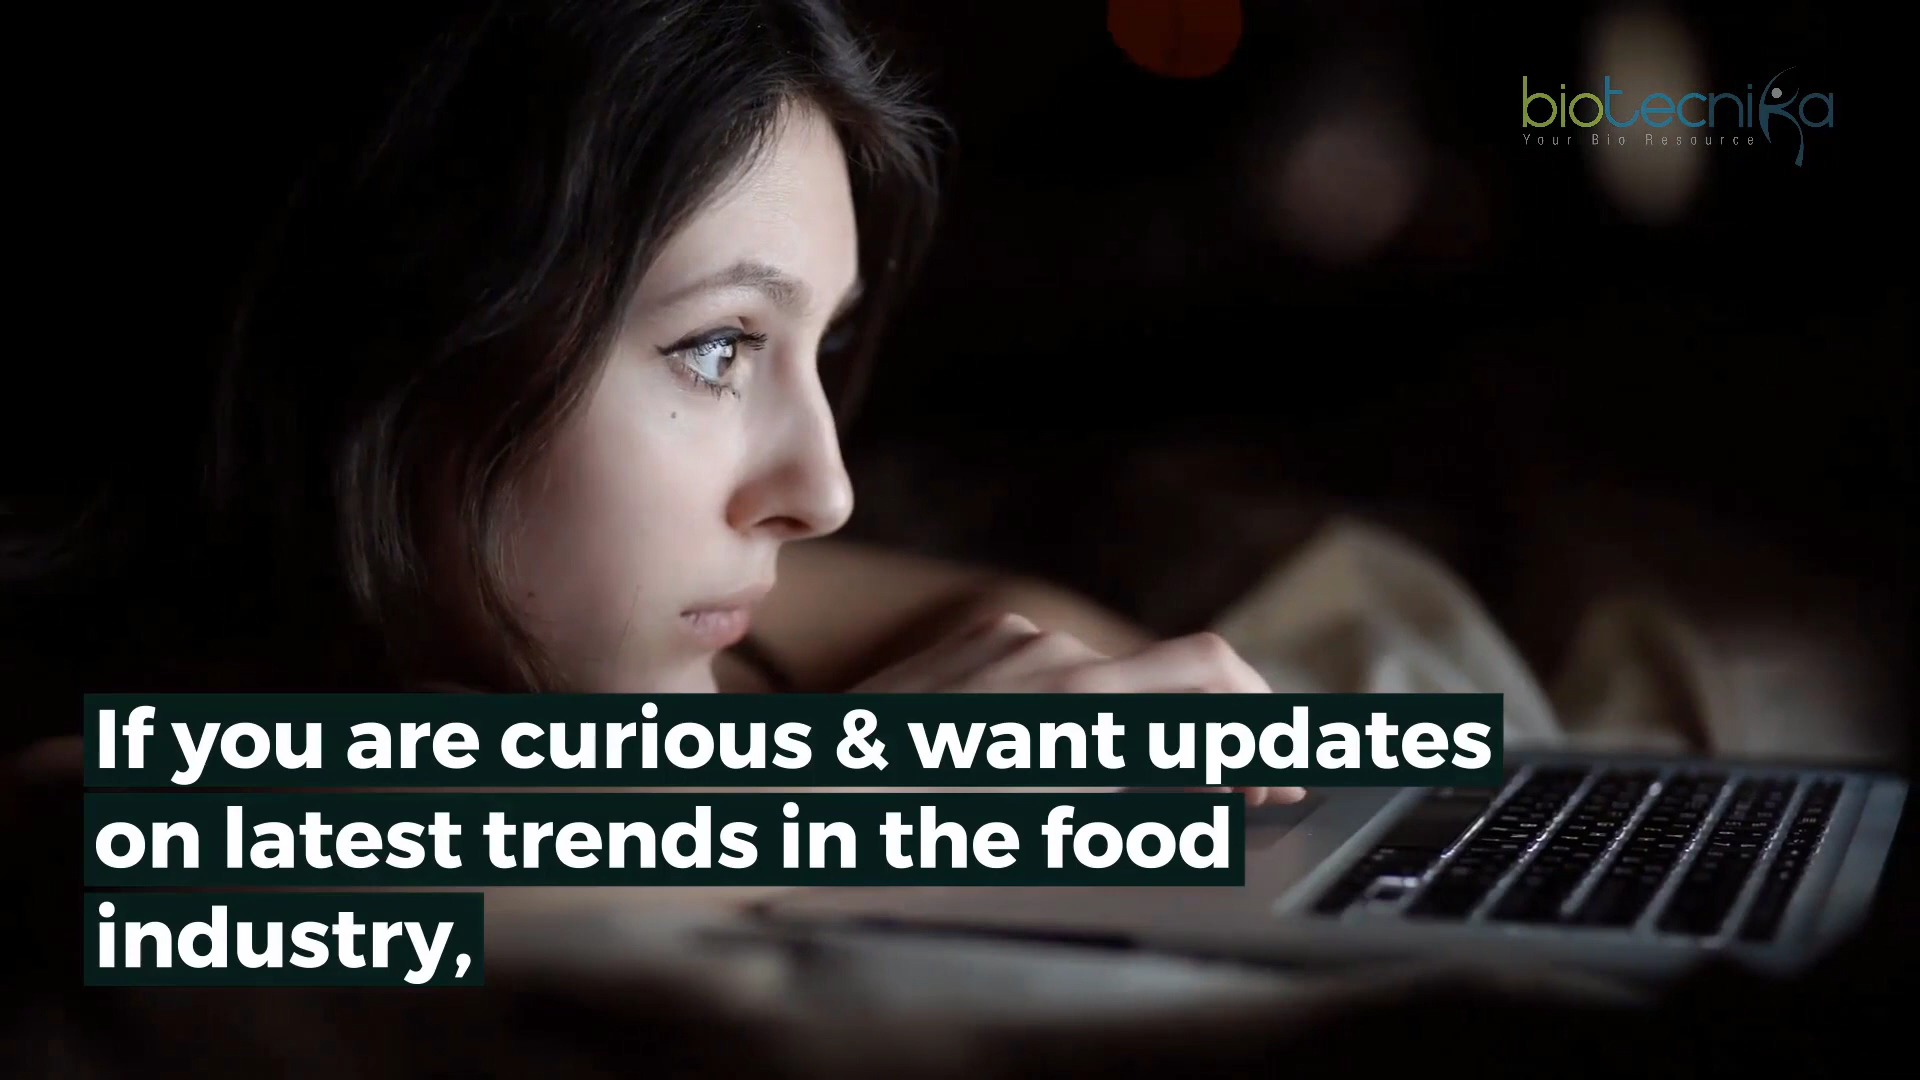 biotecnika
Your Bio Resource
If you are curious & want updates
on latest trends in the food
industry,